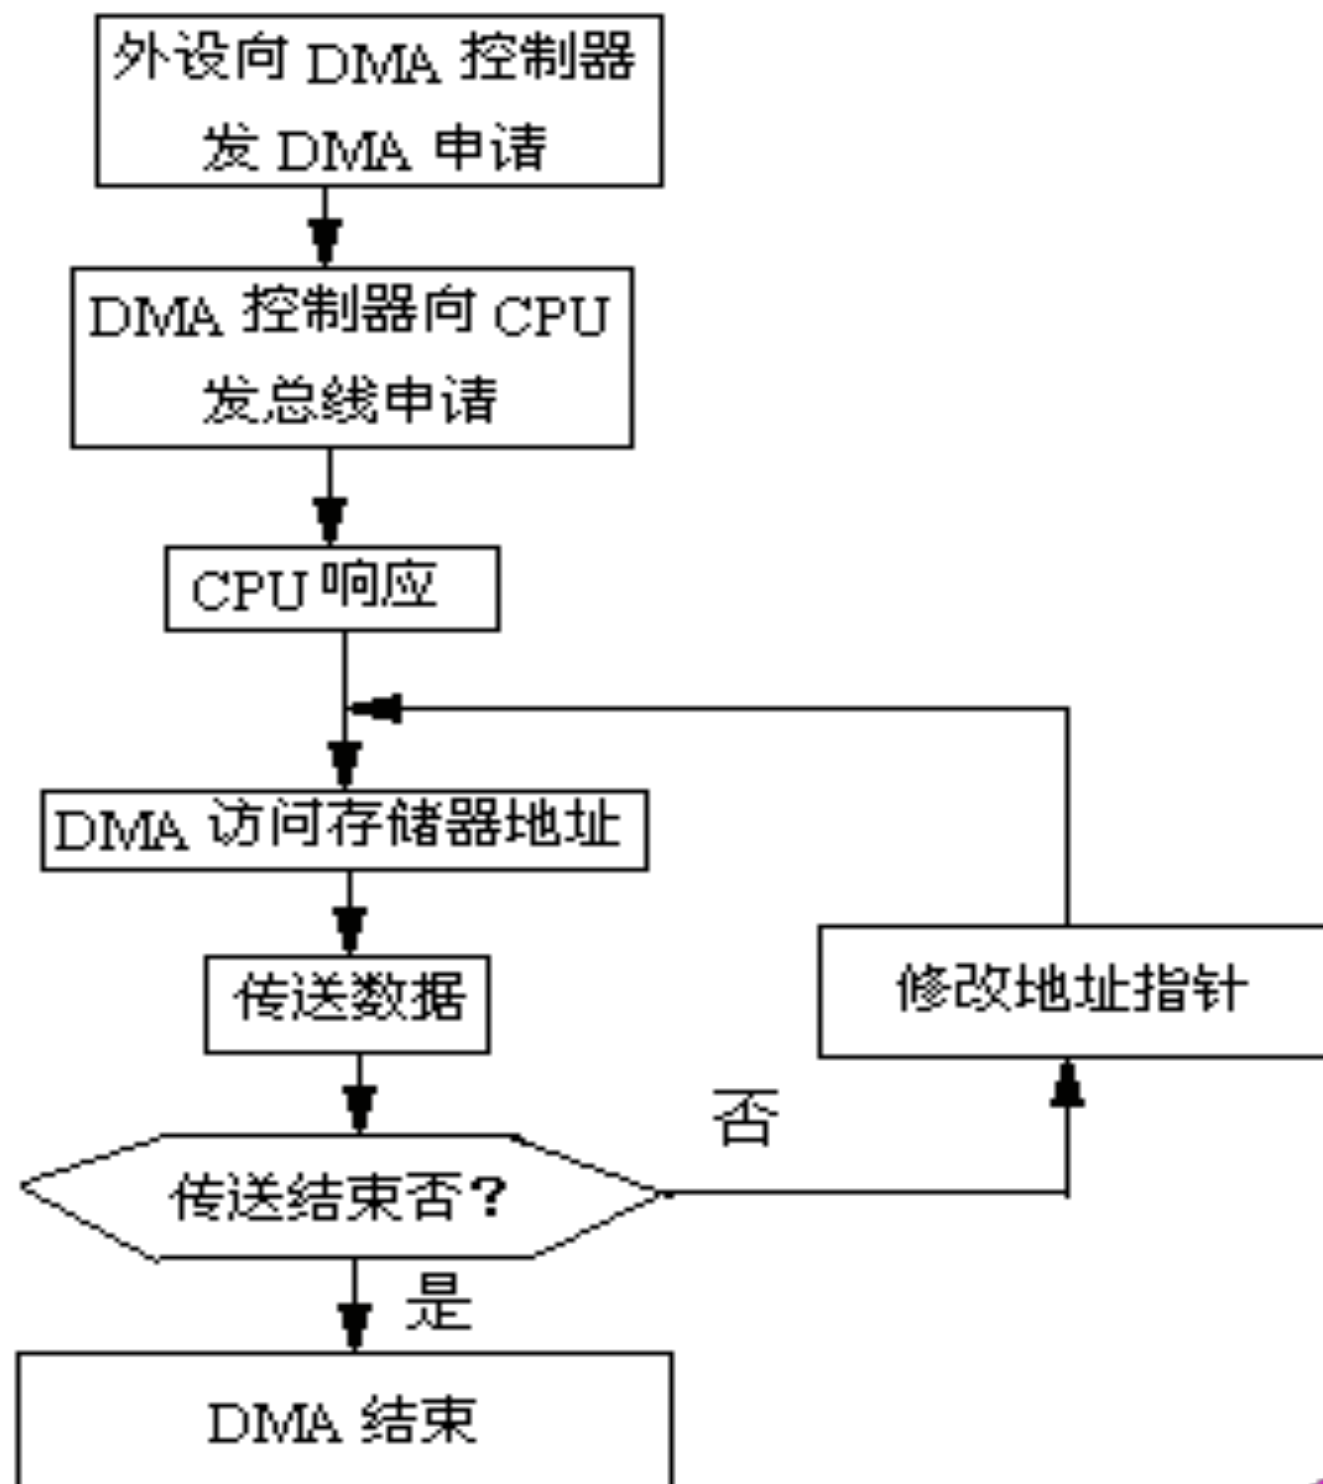 外设向 DMA 控制器
发 DMA 申请
DMA 控制器向 CPU
发总线申请
CPU 响应
DMA 访问存储器地址
传送数据
修改地址指针
否
传送结束否？
是
DMA 结束